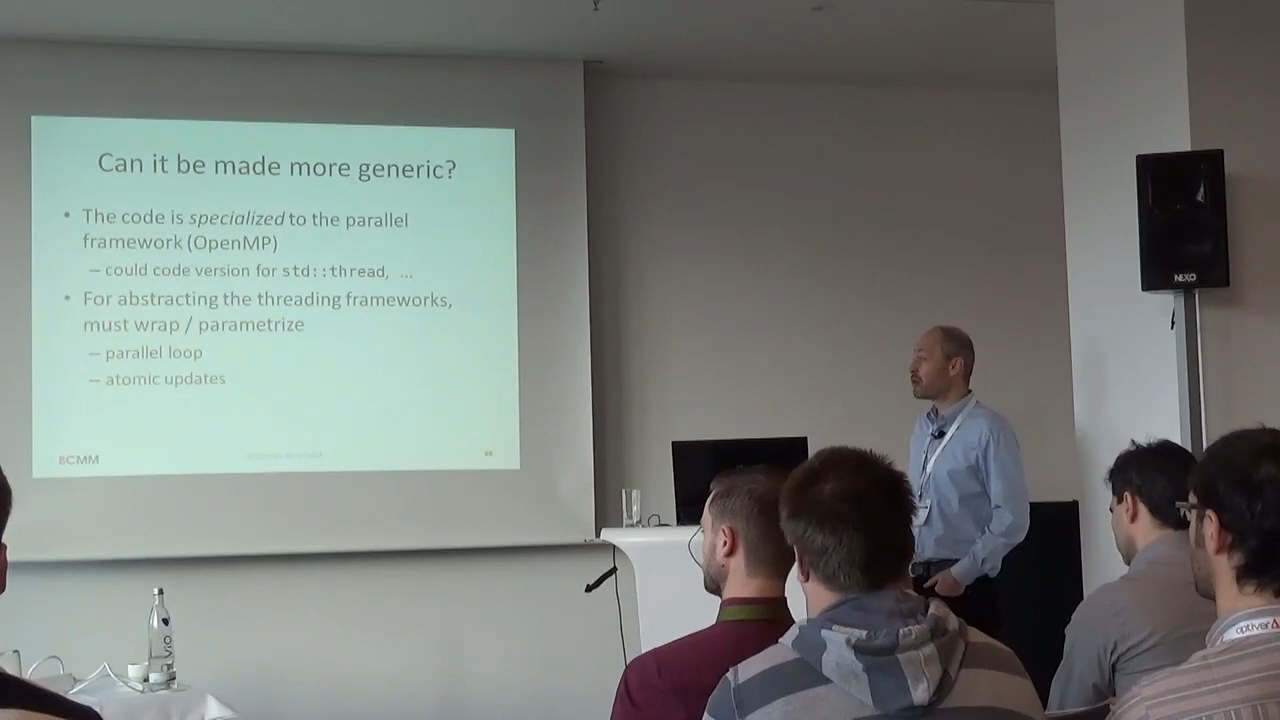 Can it be made more generic?
• The code is specialized to the parallel
framework (OpenMP)
– could code version for std::thread, ...
• For abstracting the threading frameworks,
must wrap / parametrize
– parallel loop
– atomic updates
BCMM
NEXO
optiver